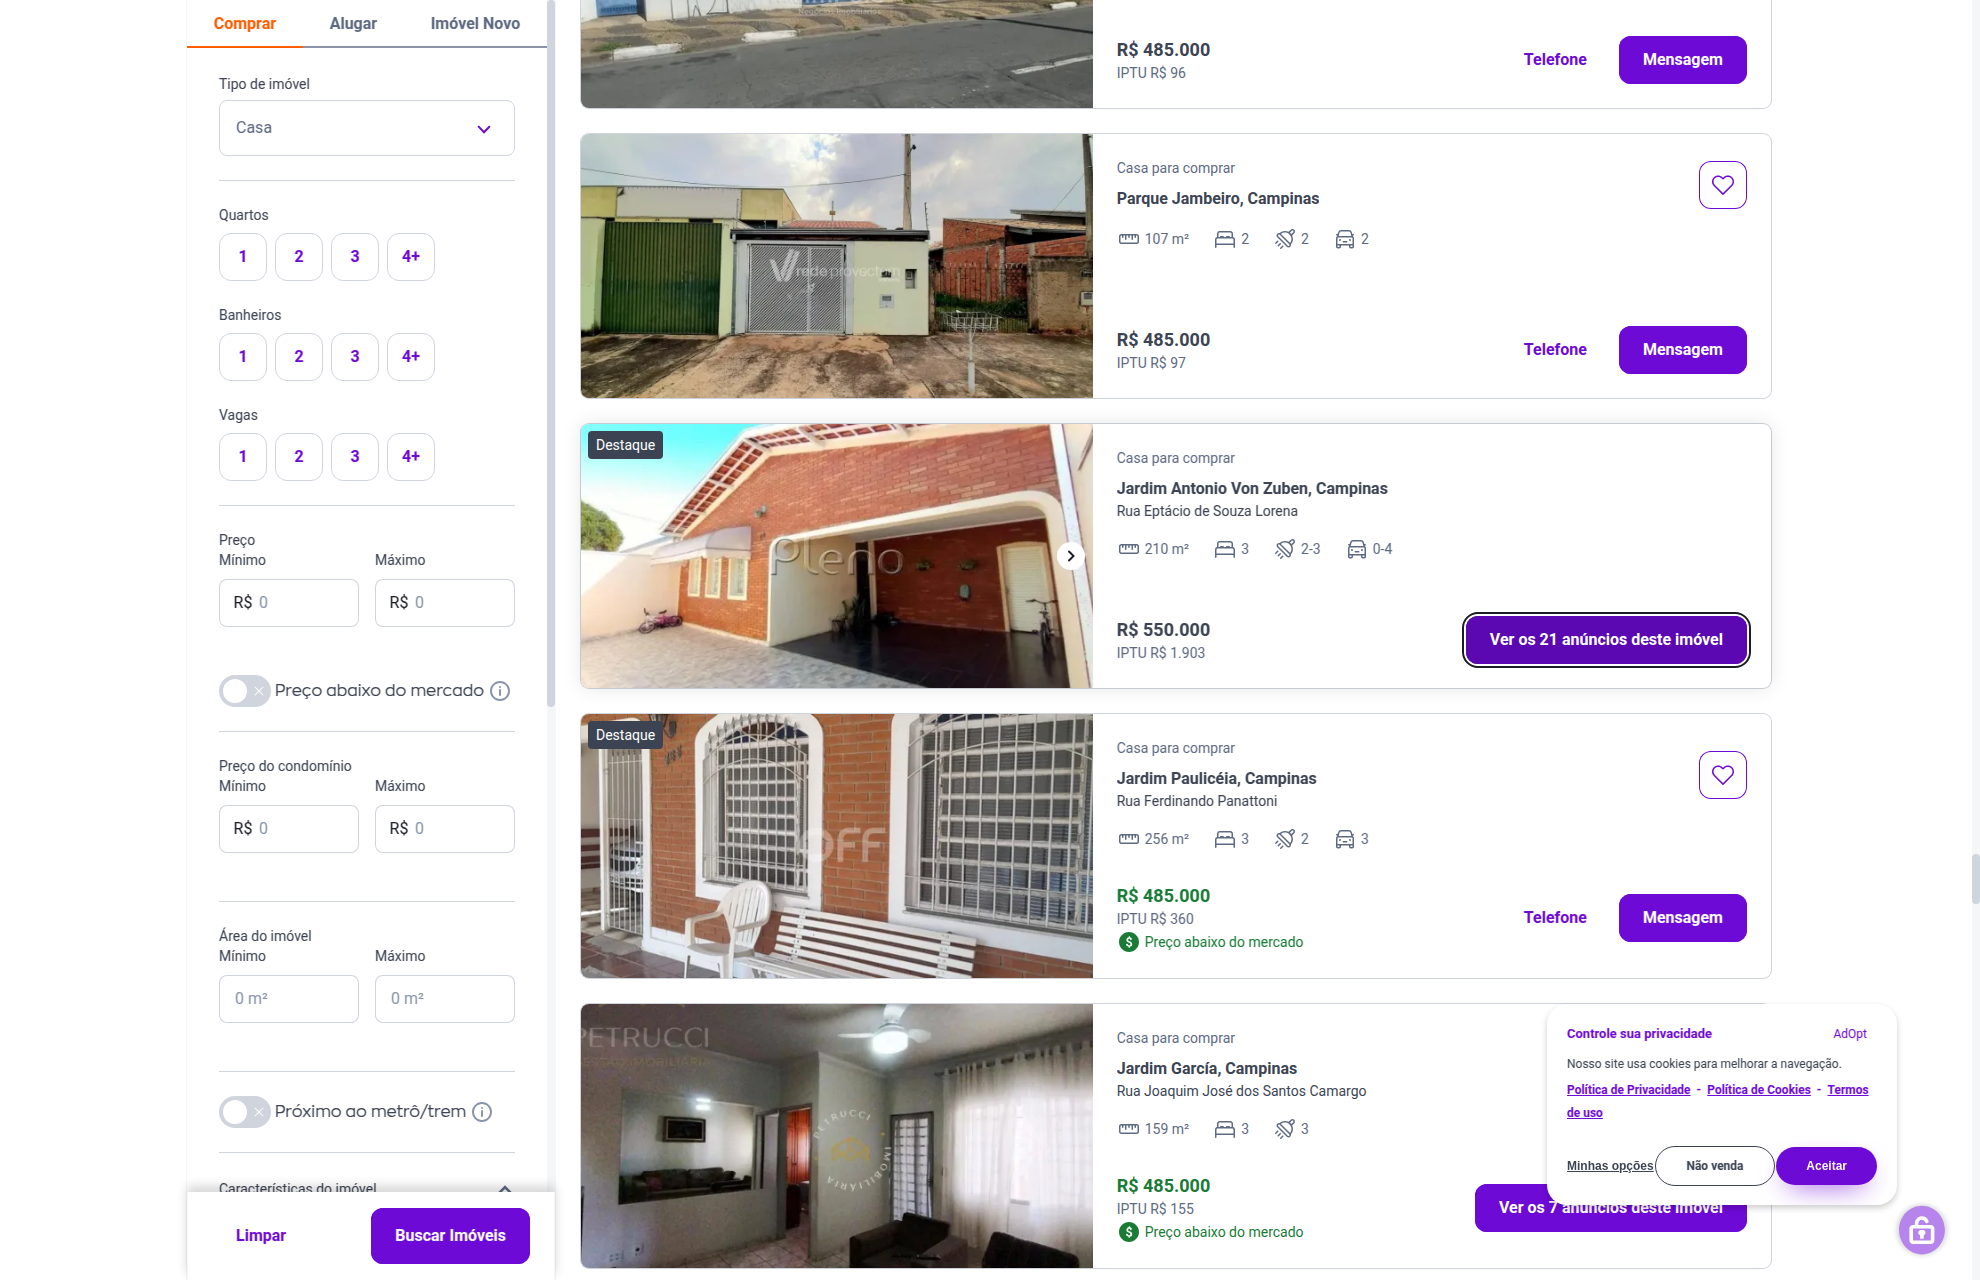 Comprar
Alugar
Imóvel Novo
Tipo de imóvel
Casa
Quartos
1
2
3
4+
Banheiros
1
2
3
4+
Vagas
1
2
3
4+
Preço
Mínimo
Máximo
R$ 0
R$ 0
Preço abaixo do mercado
Preço do condomínio
Mínimo
Máximo
R$ 0
R$ 0
Área do imóvel
Mínimo
Máximo
0 m²
0 m²
Próximo ao metrô/trem
Características do imóvel
Limpar
Buscar Imóveis
Negócios Imobiliários
R$ 485.000
IPTU R$ 96
Telefone
Mensagem
rede provectum
Casa para comprar
Parque Jambeiro, Campinas
107 m²
2
2
2
R$ 485.000
IPTU R$ 97
Telefone
Mensagem
Destaque
Pleno
Casa para comprar
Jardim Antonio Von Zuben, Campinas
Rua Eptácio de Souza Lorena
210 m²
3
2-3
0-4
R$ 550.000
IPTU R$ 1.903
Ver os 21 anúncios deste imóvel
Destaque
OFF
Casa para comprar
Jardim Paulicéia, Campinas
Rua Ferdinando Panattoni
256 m²
3
2
3
R$ 485.000
IPTU R$ 360
Preço abaixo do mercado
Telefone
Mensagem
PETRUCCI
PETRUCCI IMOBILIÁRIA
Casa para comprar
Jardim García, Campinas
Rua Joaquim José dos Santos Camargo
159 m²
3
3
R$ 485.000
IPTU R$ 155
Preço abaixo do mercado
Ver os 7 anúncios deste imóvel
Controle sua privacidade
AdOpt
Nosso site usa cookies para melhorar a navegação.
Política de Privacidade - Política de Cookies - Termos
de uso
Minhas opções
Não venda
Aceitar